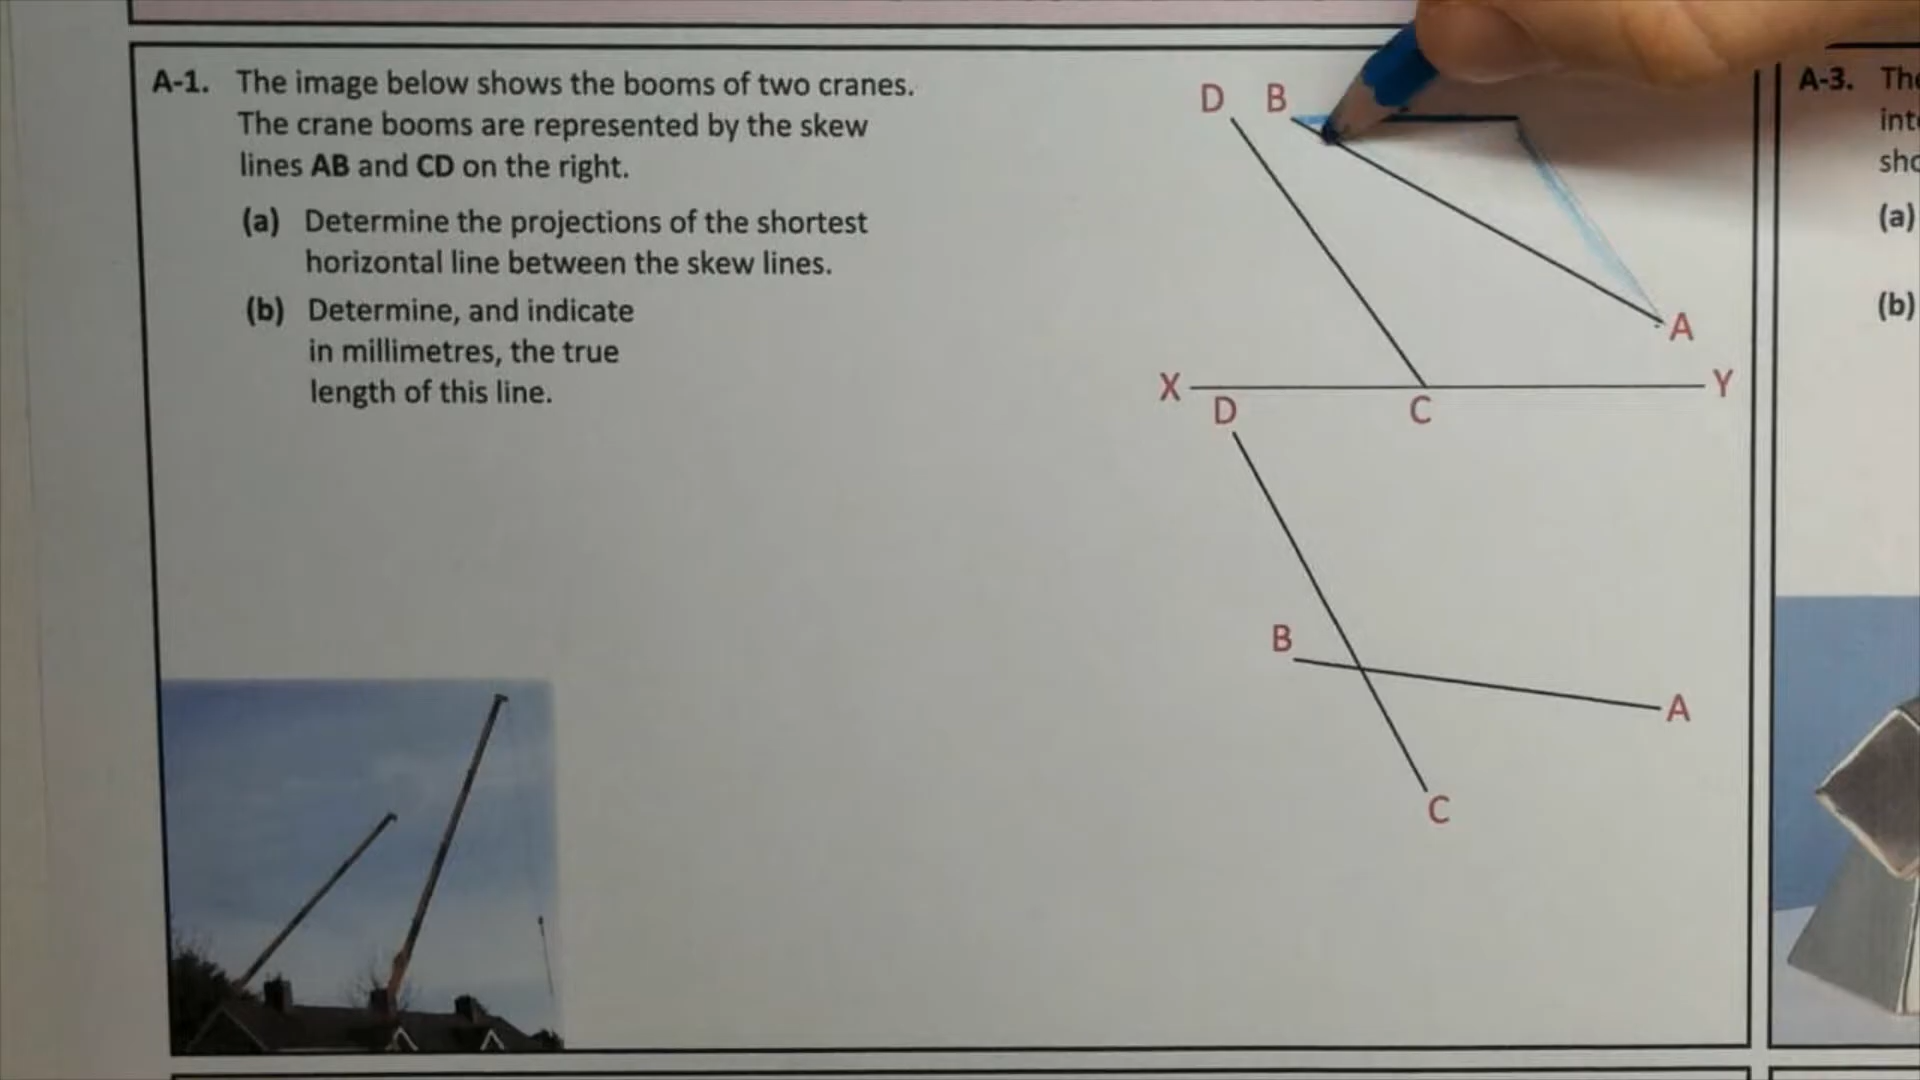 A-1. The image below shows the booms of two cranes.
The crane booms are represented by the skew
lines AB and CD on the right.
(a) Determine the projections of the shortest
horizontal line between the skew lines.
(b) Determine, and indicate
in millimetres, the true
length of this line.
D B
A
X Y
D C
B
A
C
A-3.
(a)
(b)